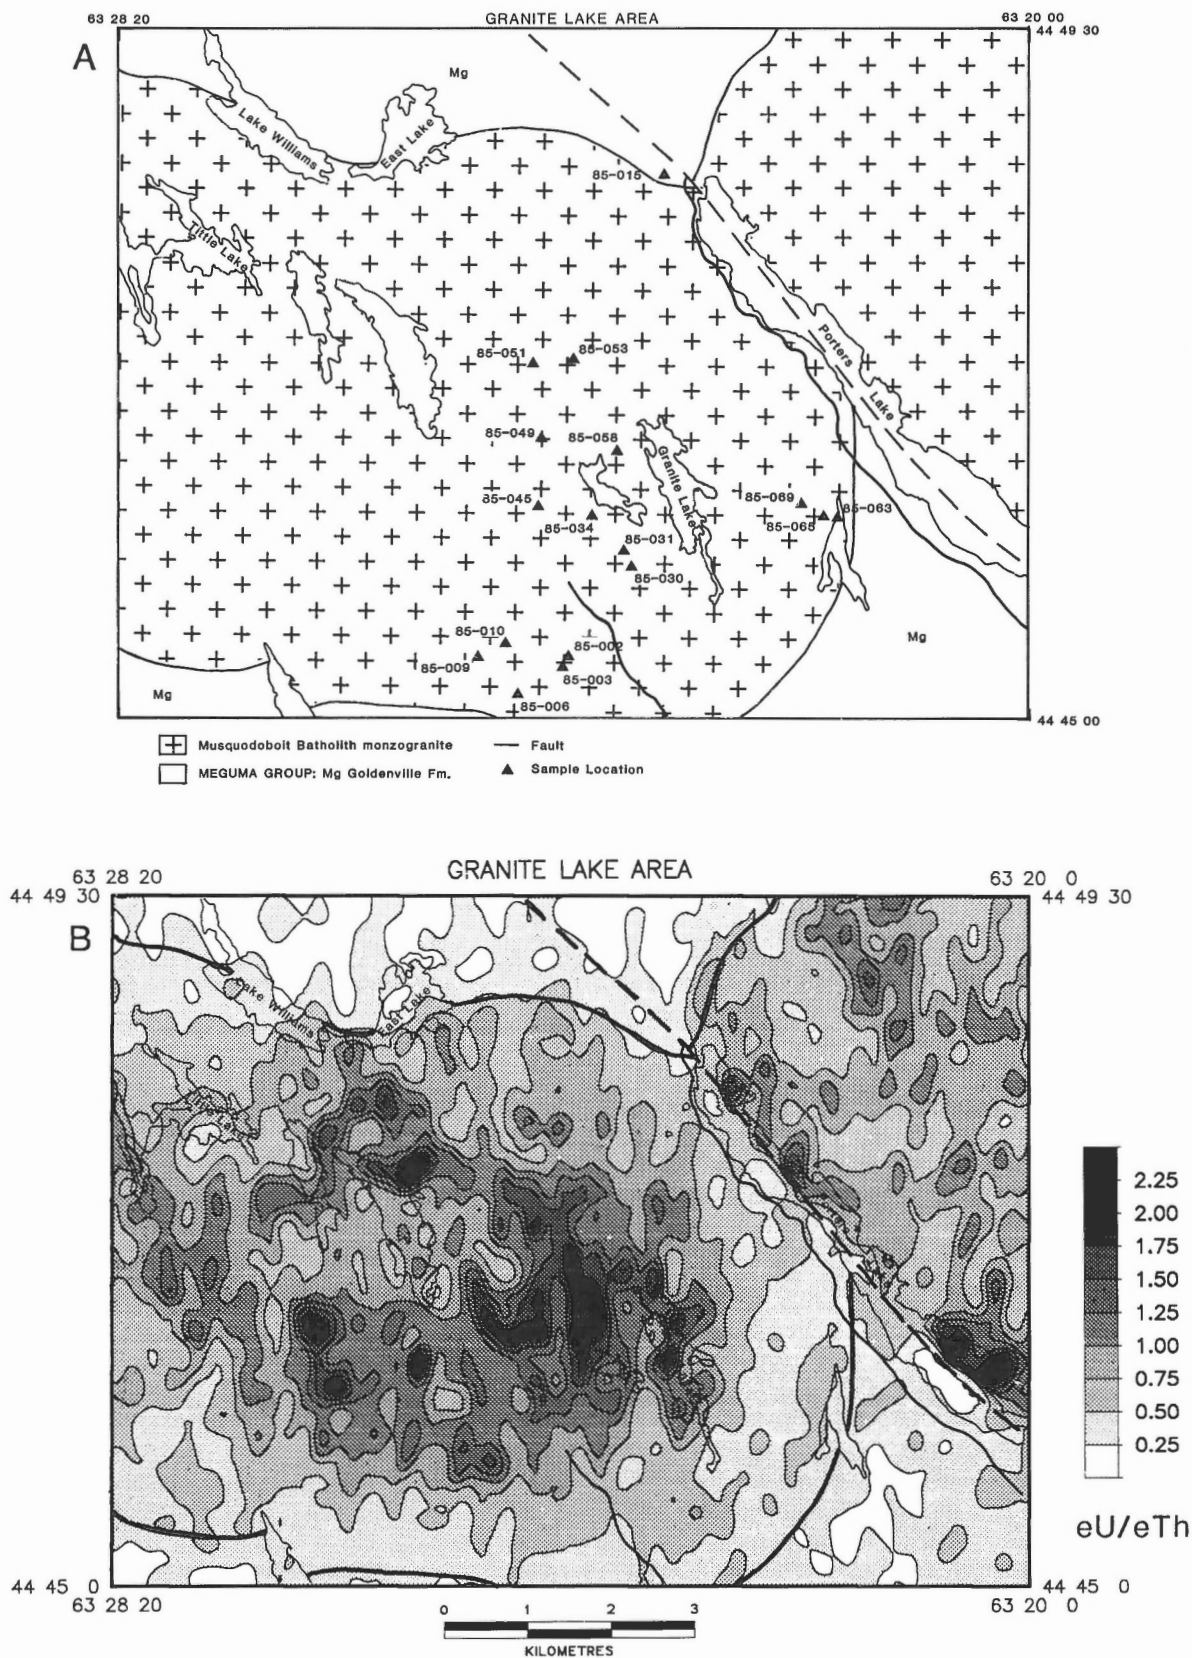 63 28 20 GRANITE LAKE AREA 63 20 00
44 49 30
A
Mg
Lake Williams
East Lake
85-015
Tittle Lake
Porters Lake
85-051 85-053
85-049 85-058
Granite Lake
85-045 85-069
85-034 85-065 85-063
85-031
85-030
85-010 85-002
85-009 85-003
85-006
Mg
Mg
44 45 00
Musquodoboit Batholith monzogranite Fault
MEGUMA GROUP: Mg Goldenville Fm. Sample Location
GRANITE LAKE AREA
63 28 20 63 20 0
44 49 30 44 49 30
B
Lake Williams
East Lake
2.25
2.00
1.75
1.50
1.25
1.00
0.75
0.50
0.25
eU/eTh
44 45 0 44 45 0
63 28 20 63 20 0
0 1 2 3
KILOMETRES